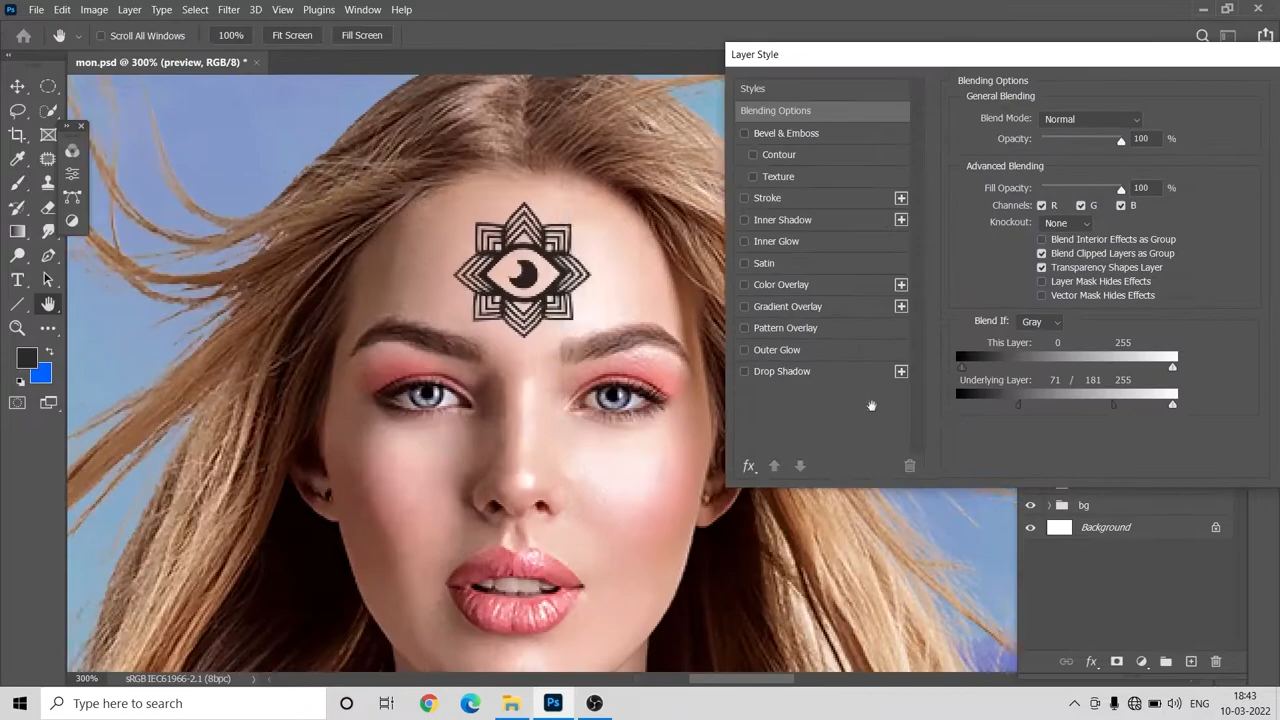 Ps File Edit Image Layer Type Select Filter 3D View Plugins Window Help
Scroll All Windows 100% Fit Screen Fill Screen
mon.psd @ 300% (preview, RGB/8) * ×
Layer Style
Styles
Blending Options
Bevel & Emboss
Contour
Texture
Stroke
Inner Shadow
Inner Glow
Satin
Color Overlay
Gradient Overlay
Pattern Overlay
Outer Glow
Drop Shadow
fx
Blending Options
General Blending
Blend Mode: Normal
Opacity: 100 %
Advanced Blending
Fill Opacity: 100 %
Channels: R G B
Knockout: None
Blend Interior Effects as Group
Blend Clipped Layers as Group
Transparency Shapes Layer
Layer Mask Hides Effects
Vector Mask Hides Effects
Blend If: Gray
This Layer: 0 255
Underlying Layer: 71 / 181 255
bg
Background
fx
300% sRGB IEC61966-2.1 (8bpc)
Type here to search
Ps
ENG
18:43
10-03-2022